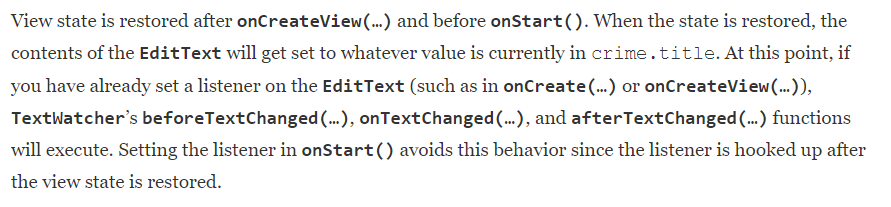 View state is restored after onCreateView(…) and before onStart(). When the state is restored, the
contents of the EditText will get set to whatever value is currently in crime.title. At this point, if
you have already set a listener on the EditText (such as in onCreate(…) or onCreateView(…)),
TextWatcher’s beforeTextChanged(…), onTextChanged(…), and afterTextChanged(…) functions
will execute. Setting the listener in onStart() avoids this behavior since the listener is hooked up after
the view state is restored.